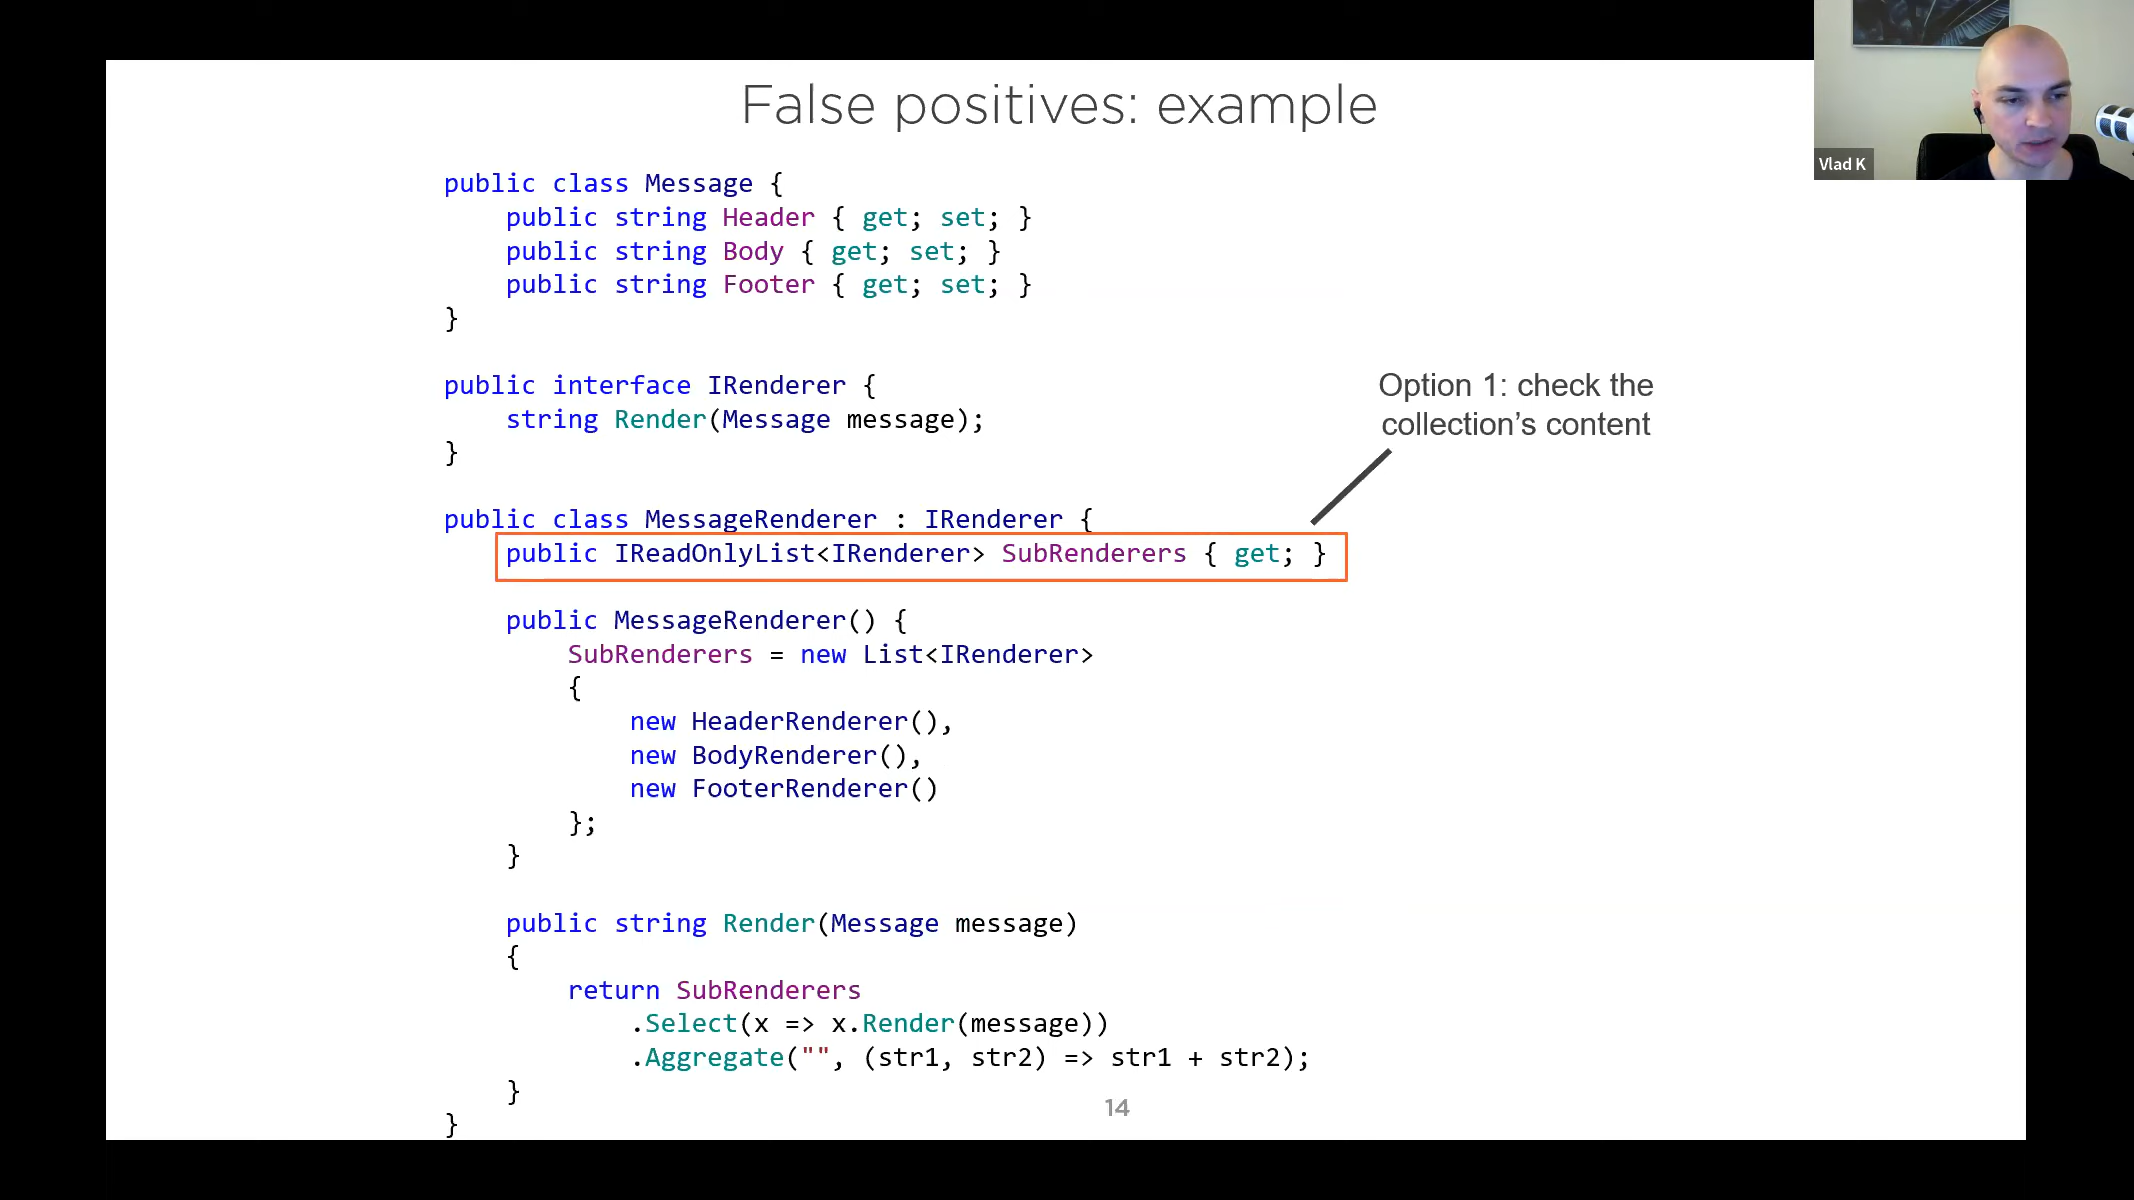 False positives: example
Vlad K
public class Message {
    public string Header { get; set; }
    public string Body { get; set; }
    public string Footer { get; set; }
}
public interface IRenderer {
    string Render(Message message);
}
Option 1: check the
collection’s content
public class MessageRenderer : IRenderer {
    public IReadOnlyList<IRenderer> SubRenderers { get; }
    public MessageRenderer() {
        SubRenderers = new List<IRenderer>
        {
            new HeaderRenderer(),
            new BodyRenderer(),
            new FooterRenderer()
        };
    }
    public string Render(Message message)
    {
        return SubRenderers
            .Select(x => x.Render(message))
            .Aggregate("", (str1, str2) => str1 + str2);
    }
}
14